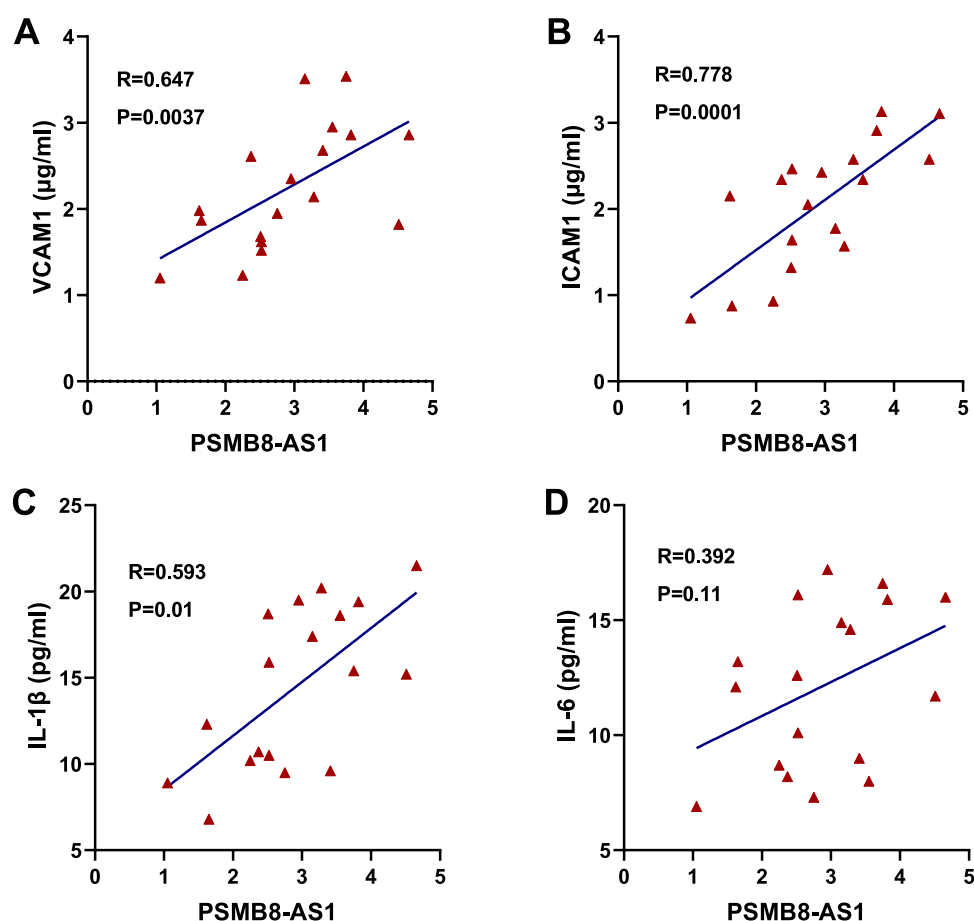 A
R=0.647
P=0.0037
VCAM1 (µg/ml)
4
3
2
1
0
0 1 2 3 4 5
PSMB8-AS1
B
R=0.778
P=0.0001
ICAM1 (µg/ml)
4
3
2
1
0
0 1 2 3 4 5
PSMB8-AS1
C
R=0.593
P=0.01
IL-1β (pg/ml)
25
20
15
10
5
0 1 2 3 4 5
PSMB8-AS1
D
R=0.392
P=0.11
IL-6 (pg/ml)
20
15
10
5
0 1 2 3 4 5
PSMB8-AS1